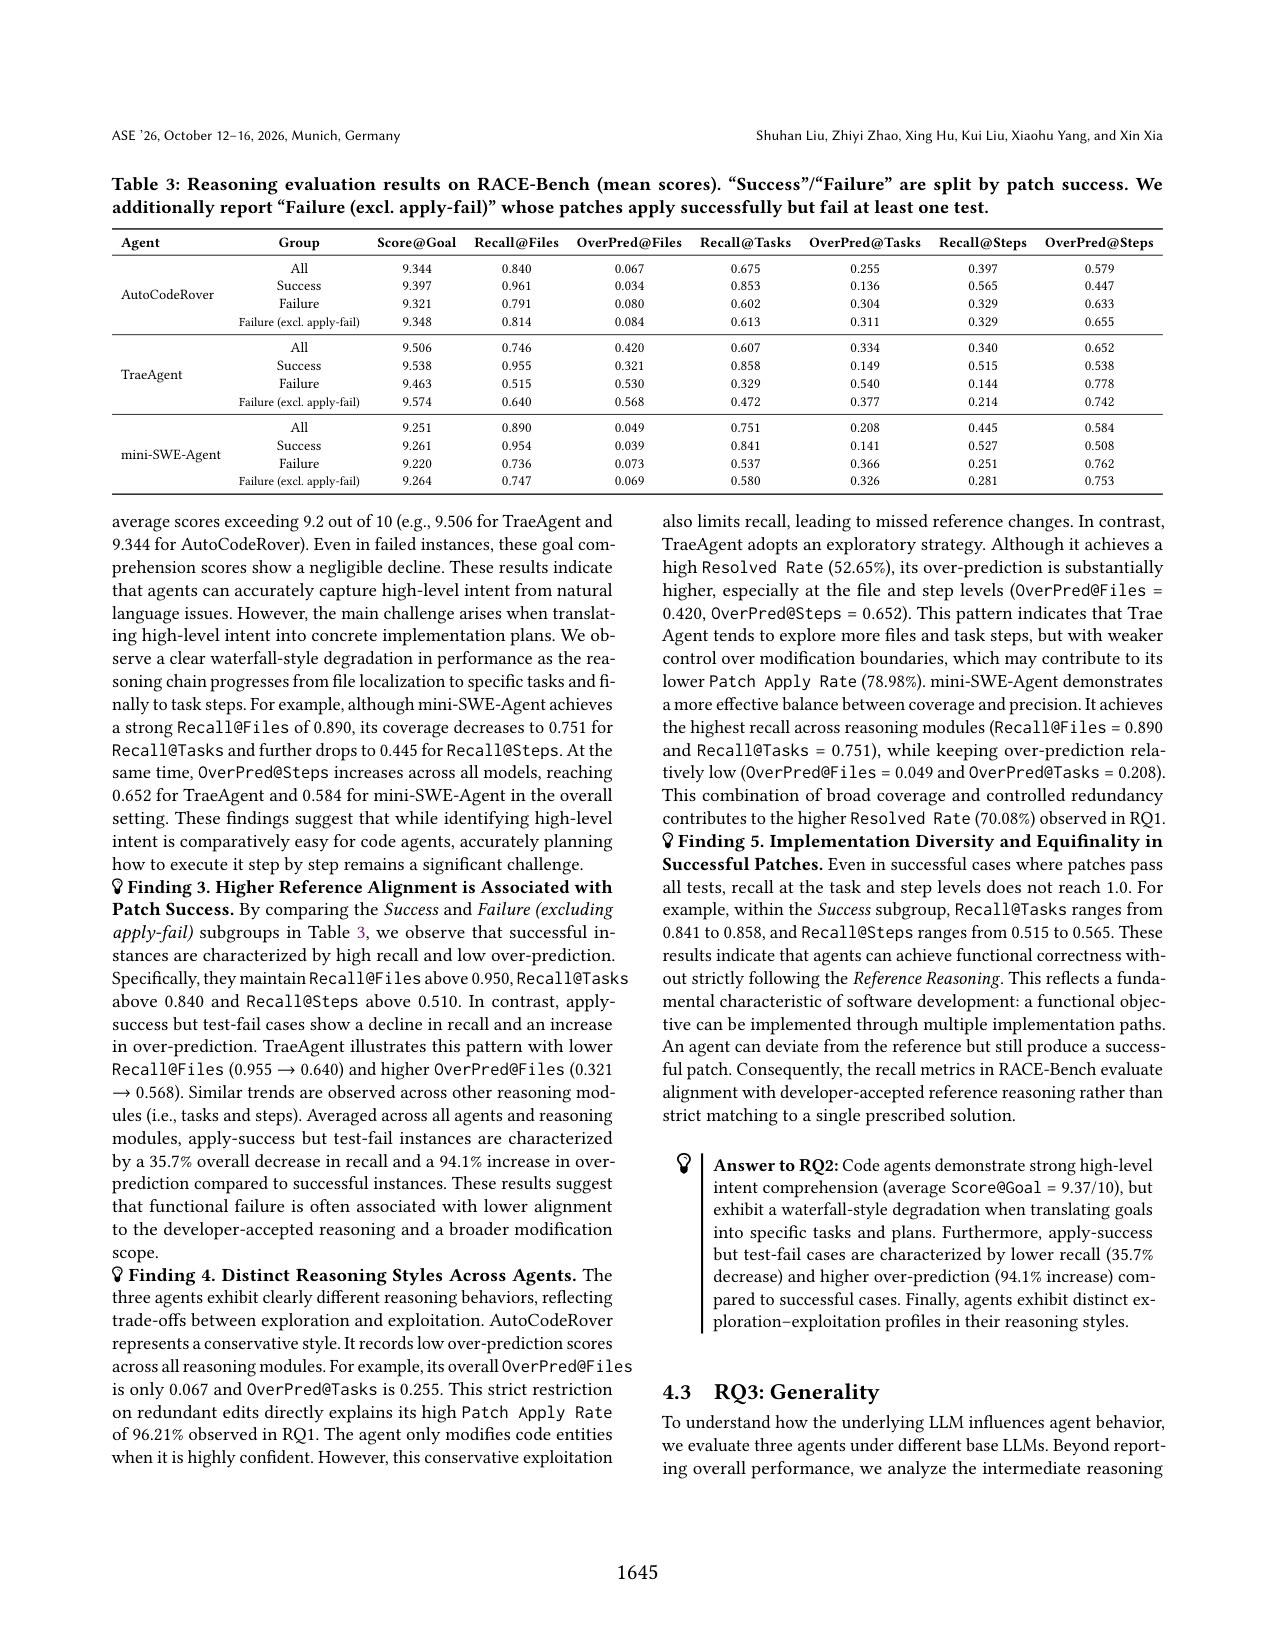 ASE ’26, October 12–16, 2026, Munich, Germany
Shuhan Liu, Zhiyi Zhao, Xing Hu, Kui Liu, Xiaohu Yang, and Xin Xia
Table 3: Reasoning evaluation results on RACE-Bench (mean scores). “Success”/“Failure” are split by patch success. We
additionally report “Failure (excl. apply-fail)” whose patches apply successfully but fail at least one test.
Agent Group Score@Goal Recall@Files OverPred@Files Recall@Tasks OverPred@Tasks Recall@Steps OverPred@Steps
AutoCodeRover
All 9.344 0.840 0.067 0.675 0.255 0.397 0.579
Success 9.397 0.961 0.034 0.853 0.136 0.565 0.447
Failure 9.321 0.791 0.080 0.602 0.304 0.329 0.633
Failure (excl. apply-fail) 9.348 0.814 0.084 0.613 0.311 0.329 0.655
TraeAgent
All 9.506 0.746 0.420 0.607 0.334 0.340 0.652
Success 9.538 0.955 0.321 0.858 0.149 0.515 0.538
Failure 9.463 0.515 0.530 0.329 0.540 0.144 0.778
Failure (excl. apply-fail) 9.574 0.640 0.568 0.472 0.377 0.214 0.742
mini-SWE-Agent
All 9.251 0.890 0.049 0.751 0.208 0.445 0.584
Success 9.261 0.954 0.039 0.841 0.141 0.527 0.508
Failure 9.220 0.736 0.073 0.537 0.366 0.251 0.762
Failure (excl. apply-fail) 9.264 0.747 0.069 0.580 0.326 0.281 0.753
average scores exceeding 9.2 out of 10 (e.g., 9.506 for TraeAgent and
9.344 for AutoCodeRover). Even in failed instances, these goal com-
prehension scores show a negligible decline. These results indicate
that agents can accurately capture high-level intent from natural
language issues. However, the main challenge arises when translat-
ing high-level intent into concrete implementation plans. We ob-
serve a clear waterfall-style degradation in performance as the rea-
soning chain progresses from file localization to specific tasks and fi-
nally to task steps. For example, although mini-SWE-Agent achieves
a strong Recall@Files of 0.890, its coverage decreases to 0.751 for
Recall@Tasks and further drops to 0.445 for Recall@Steps. At the
same time, OverPred@Steps increases across all models, reaching
0.652 for TraeAgent and 0.584 for mini-SWE-Agent in the overall
setting. These findings suggest that while identifying high-level
intent is comparatively easy for code agents, accurately planning
how to execute it step by step remains a significant challenge.
Finding 3. Higher Reference Alignment is Associated with
Patch Success. By comparing the Success and Failure (excluding
apply-fail) subgroups in Table 3, we observe that successful in-
stances are characterized by high recall and low over-prediction.
Specifically, they maintain Recall@Files above 0.950, Recall@Tasks
above 0.840 and Recall@Steps above 0.510. In contrast, apply-
success but test-fail cases show a decline in recall and an increase
in over-prediction. TraeAgent illustrates this pattern with lower
Recall@Files (0.955 → 0.640) and higher OverPred@Files (0.321
→ 0.568). Similar trends are observed across other reasoning mod-
ules (i.e., tasks and steps). Averaged across all agents and reasoning
modules, apply-success but test-fail instances are characterized
by a 35.7% overall decrease in recall and a 94.1% increase in over-
prediction compared to successful instances. These results suggest
that functional failure is often associated with lower alignment
to the developer-accepted reasoning and a broader modification
scope.
Finding 4. Distinct Reasoning Styles Across Agents. The
three agents exhibit clearly different reasoning behaviors, reflecting
trade-offs between exploration and exploitation. AutoCodeRover
represents a conservative style. It records low over-prediction scores
across all reasoning modules. For example, its overall OverPred@Files
is only 0.067 and OverPred@Tasks is 0.255. This strict restriction
on redundant edits directly explains its high Patch Apply Rate
of 96.21% observed in RQ1. The agent only modifies code entities
when it is highly confident. However, this conservative exploitation
also limits recall, leading to missed reference changes. In contrast,
TraeAgent adopts an exploratory strategy. Although it achieves a
high Resolved Rate (52.65%), its over-prediction is substantially
higher, especially at the file and step levels (OverPred@Files =
0.420, OverPred@Steps = 0.652). This pattern indicates that Trae
Agent tends to explore more files and task steps, but with weaker
control over modification boundaries, which may contribute to its
lower Patch Apply Rate (78.98%). mini-SWE-Agent demonstrates
a more effective balance between coverage and precision. It achieves
the highest recall across reasoning modules (Recall@Files = 0.890
and Recall@Tasks = 0.751), while keeping over-prediction rela-
tively low (OverPred@Files = 0.049 and OverPred@Tasks = 0.208).
This combination of broad coverage and controlled redundancy
contributes to the higher Resolved Rate (70.08%) observed in RQ1.
Finding 5. Implementation Diversity and Equifinality in
Successful Patches. Even in successful cases where patches pass
all tests, recall at the task and step levels does not reach 1.0. For
example, within the Success subgroup, Recall@Tasks ranges from
0.841 to 0.858, and Recall@Steps ranges from 0.515 to 0.565. These
results indicate that agents can achieve functional correctness with-
out strictly following the Reference Reasoning. This reflects a funda-
mental characteristic of software development: a functional objec-
tive can be implemented through multiple implementation paths.
An agent can deviate from the reference but still produce a success-
ful patch. Consequently, the recall metrics in RACE-Bench evaluate
alignment with developer-accepted reference reasoning rather than
strict matching to a single prescribed solution.
Answer to RQ2: Code agents demonstrate strong high-level
intent comprehension (average Score@Goal = 9.37/10), but
exhibit a waterfall-style degradation when translating goals
into specific tasks and plans. Furthermore, apply-success
but test-fail cases are characterized by lower recall (35.7%
decrease) and higher over-prediction (94.1% increase) com-
pared to successful cases. Finally, agents exhibit distinct ex-
ploration–exploitation profiles in their reasoning styles.
4.3 RQ3: Generality
To understand how the underlying LLM influences agent behavior,
we evaluate three agents under different base LLMs. Beyond report-
ing overall performance, we analyze the intermediate reasoning
1645